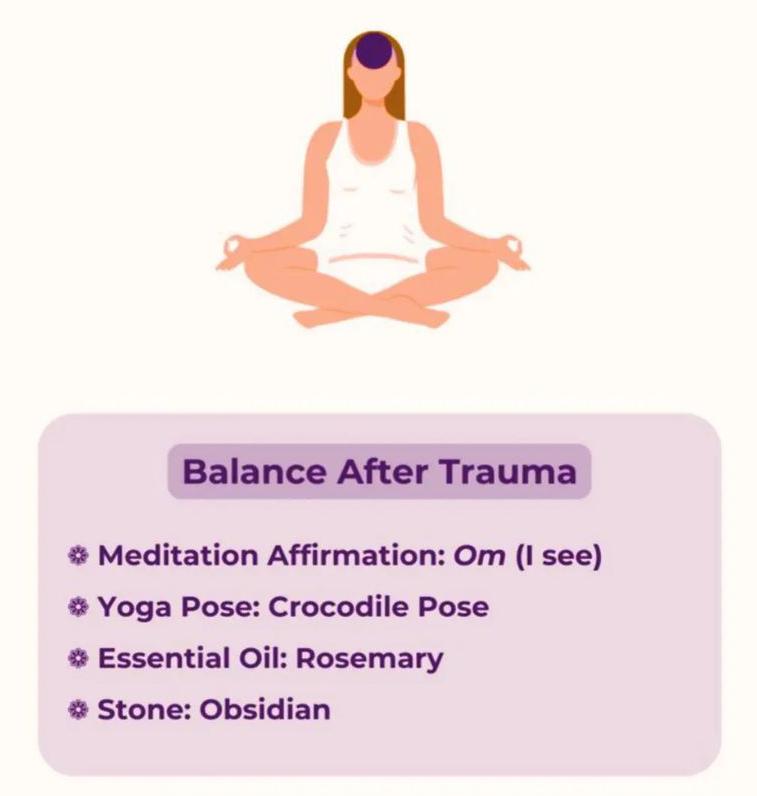 Balance After Trauma
Meditation Affirmation: Om (I see)
Yoga Pose: Crocodile Pose
Essential Oil: Rosemary
Stone: Obsidian